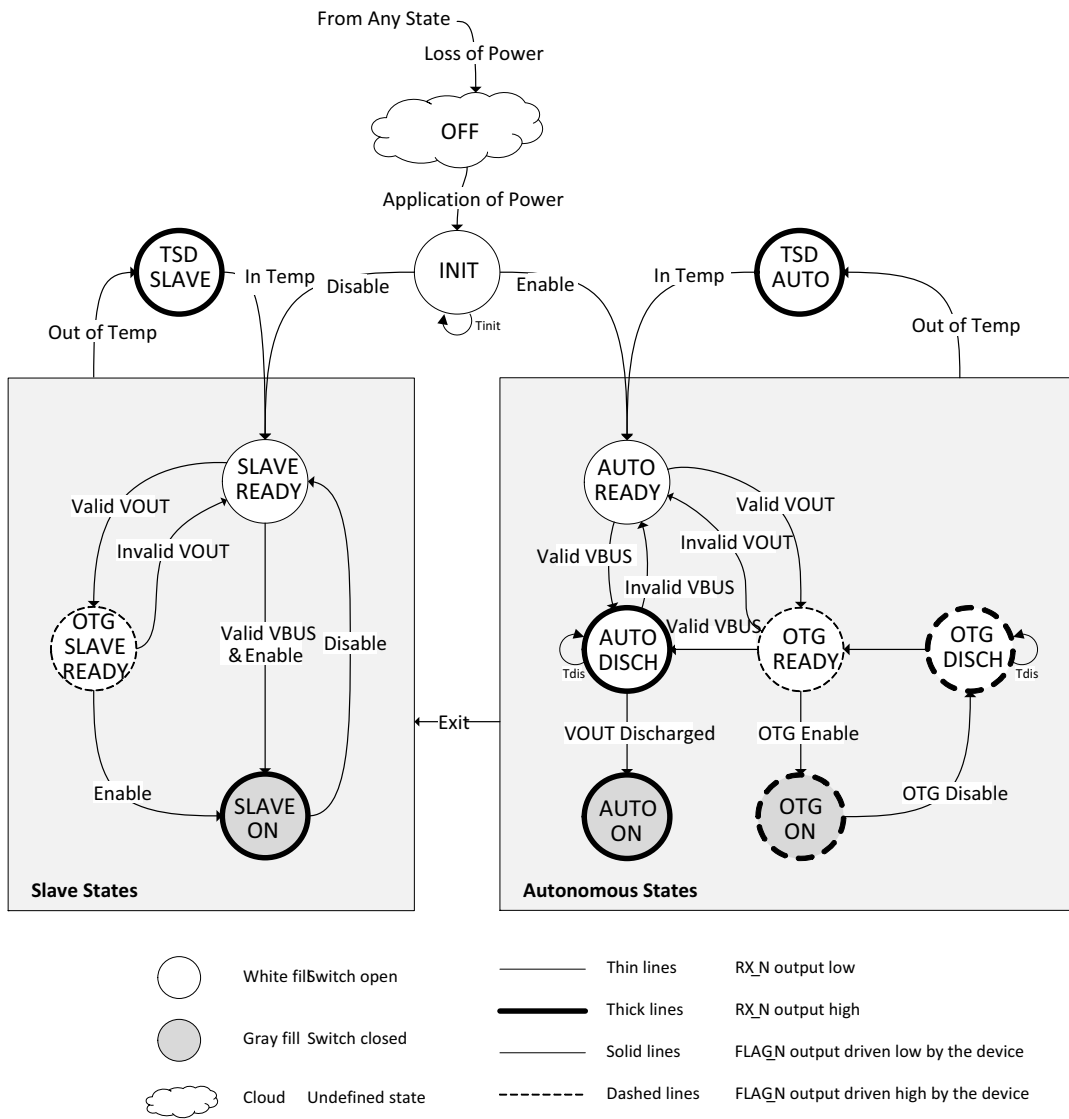 From Any State
Loss of Power
OFF
Application of Power
TSD
SLAVE
In Temp
Disable
INIT
Enable
In Temp
TSD
AUTO
Tinit
Out of Temp
Out of Temp
SLAVE
READY
AUTO
READY
Valid VOUT
Valid VOUT
Invalid VOUT
Valid VBUS
Invalid VOUT
Invalid VBUS
OTG
SLAVE
READY
Valid VBUS
& Enable
Disable
AUTO
DISCH
Valid VBUS
OTG
READY
OTG
DISCH
Tdis
Tdis
Exit
VOUT Discharged
OTG Enable
Enable
SLAVE
ON
AUTO
ON
OTG
ON
OTG Disable
Slave States
Autonomous States
White fill Switch open
Thin lines RX_N output low
Thick lines RX_N output high
Gray fill Switch closed
Solid lines FLAGN output driven low by the device
Cloud Undefined state
Dashed lines FLAGN output driven high by the device